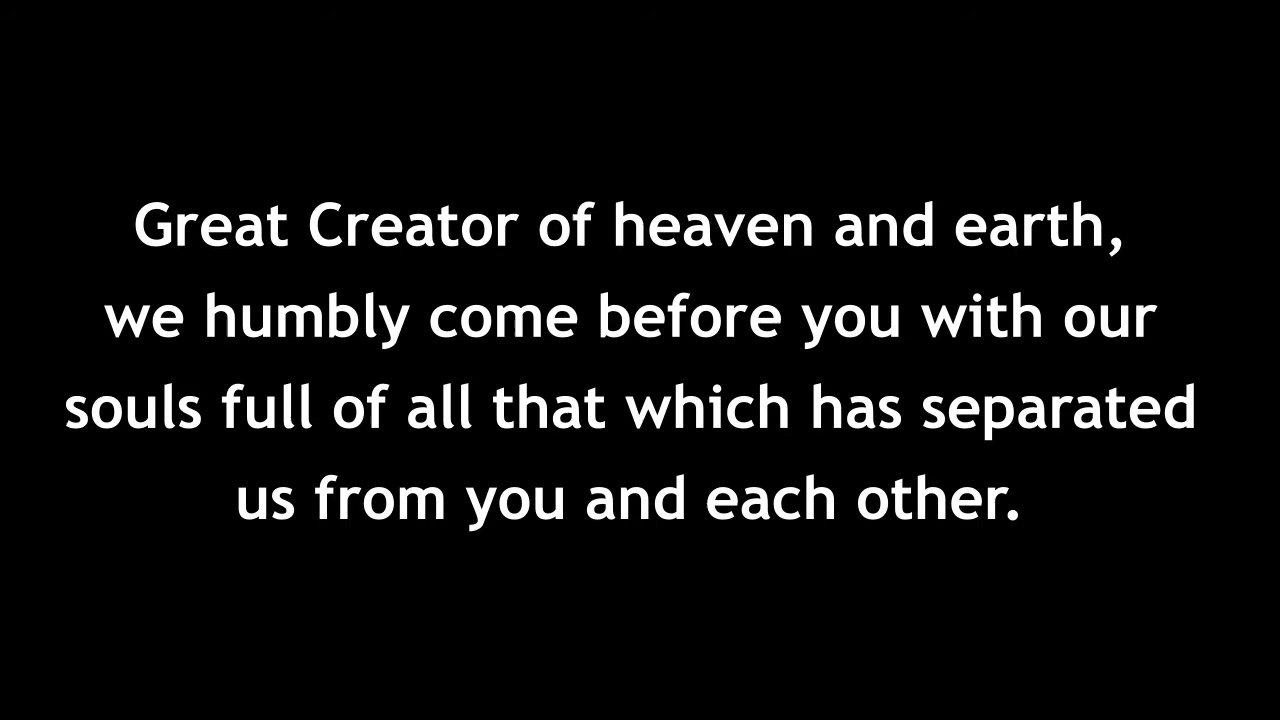 Great Creator of heaven and earth,
we humbly come before you with our
souls full of all that which has separated
us from you and each other.